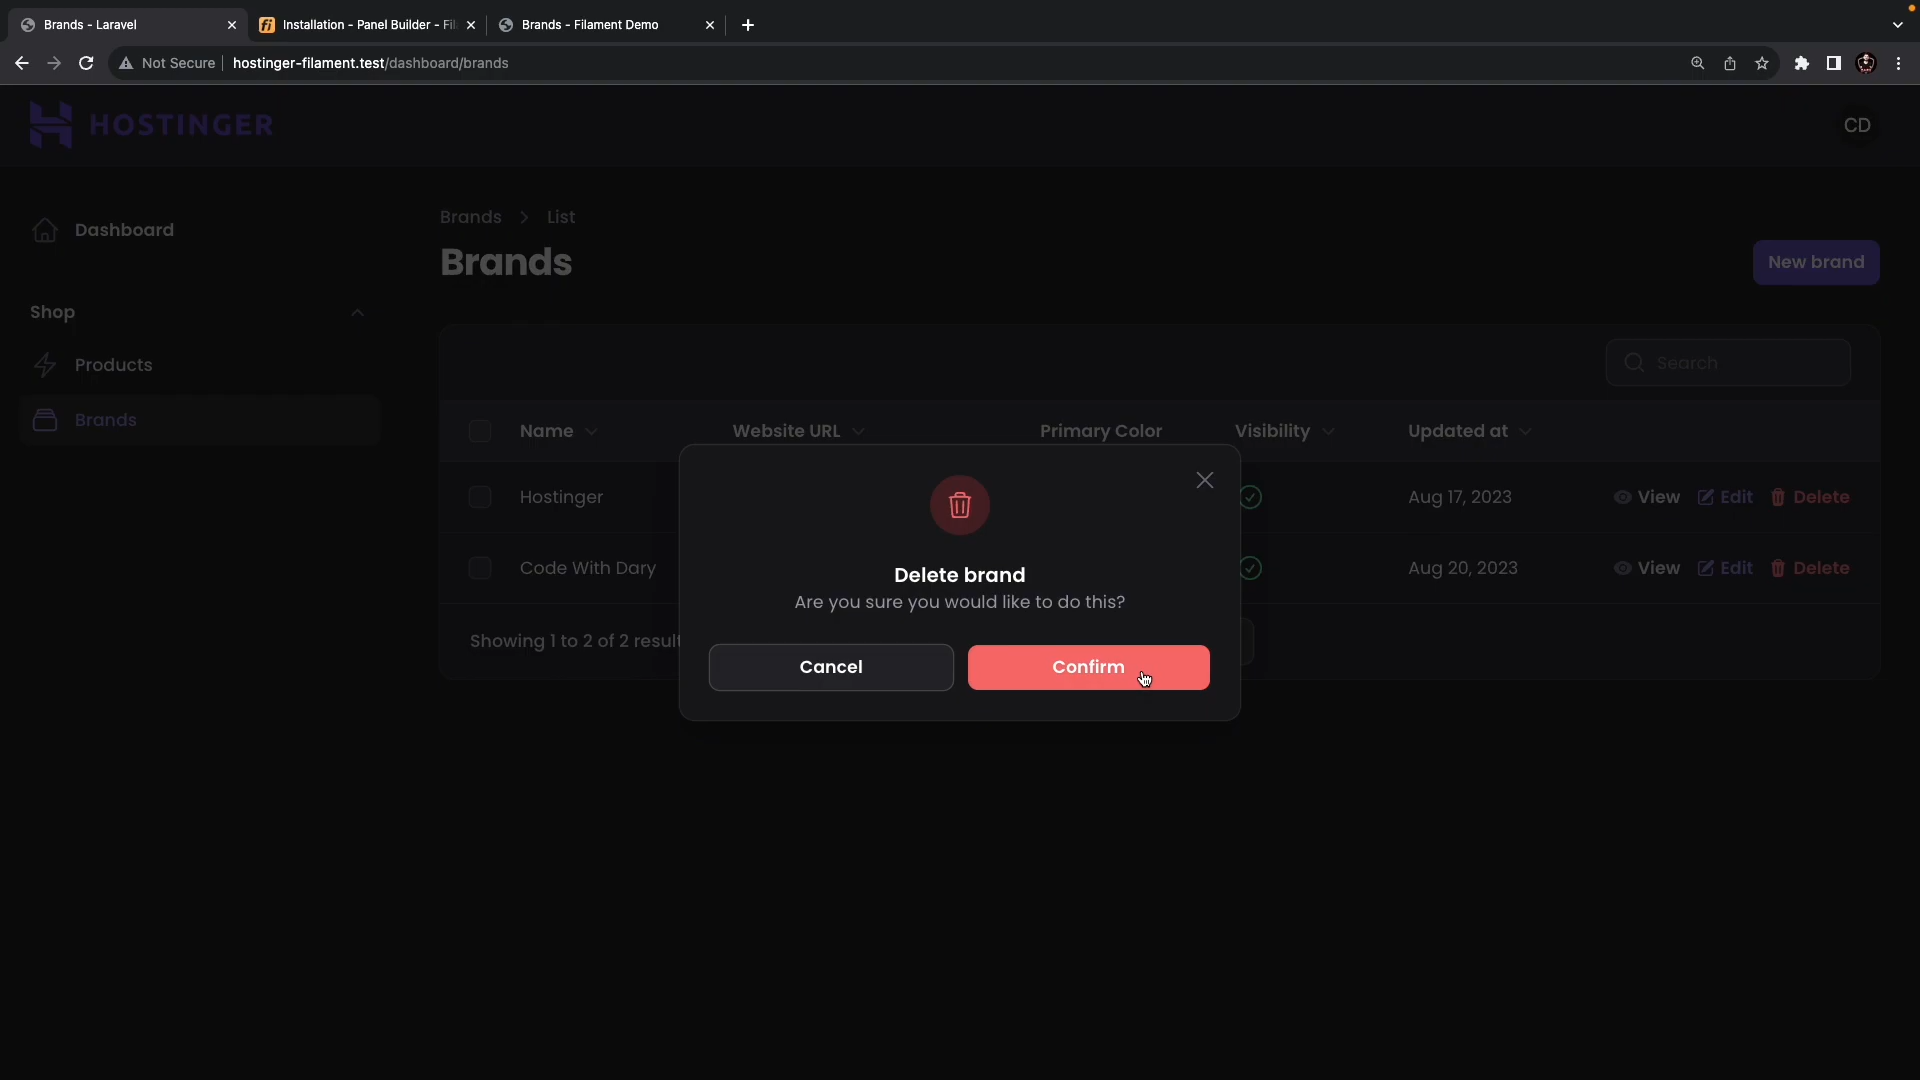 Brands - Laravel
Installation - Panel Builder - Fil
Brands - Filament Demo
Not Secure
hostinger-filament.test/dashboard/brands
HOSTINGER
CD
Dashboard
Shop
Products
Brands
Brands > List
Brands
New brand
Search
Name Website URL Primary Color Visibility Updated at
Hostinger Aug 17, 2023 View Edit Delete
Code With Dary Aug 20, 2023 View Edit Delete
Showing 1 to 2 of 2 result
Delete brand
Are you sure you would like to do this?
Cancel
Confirm